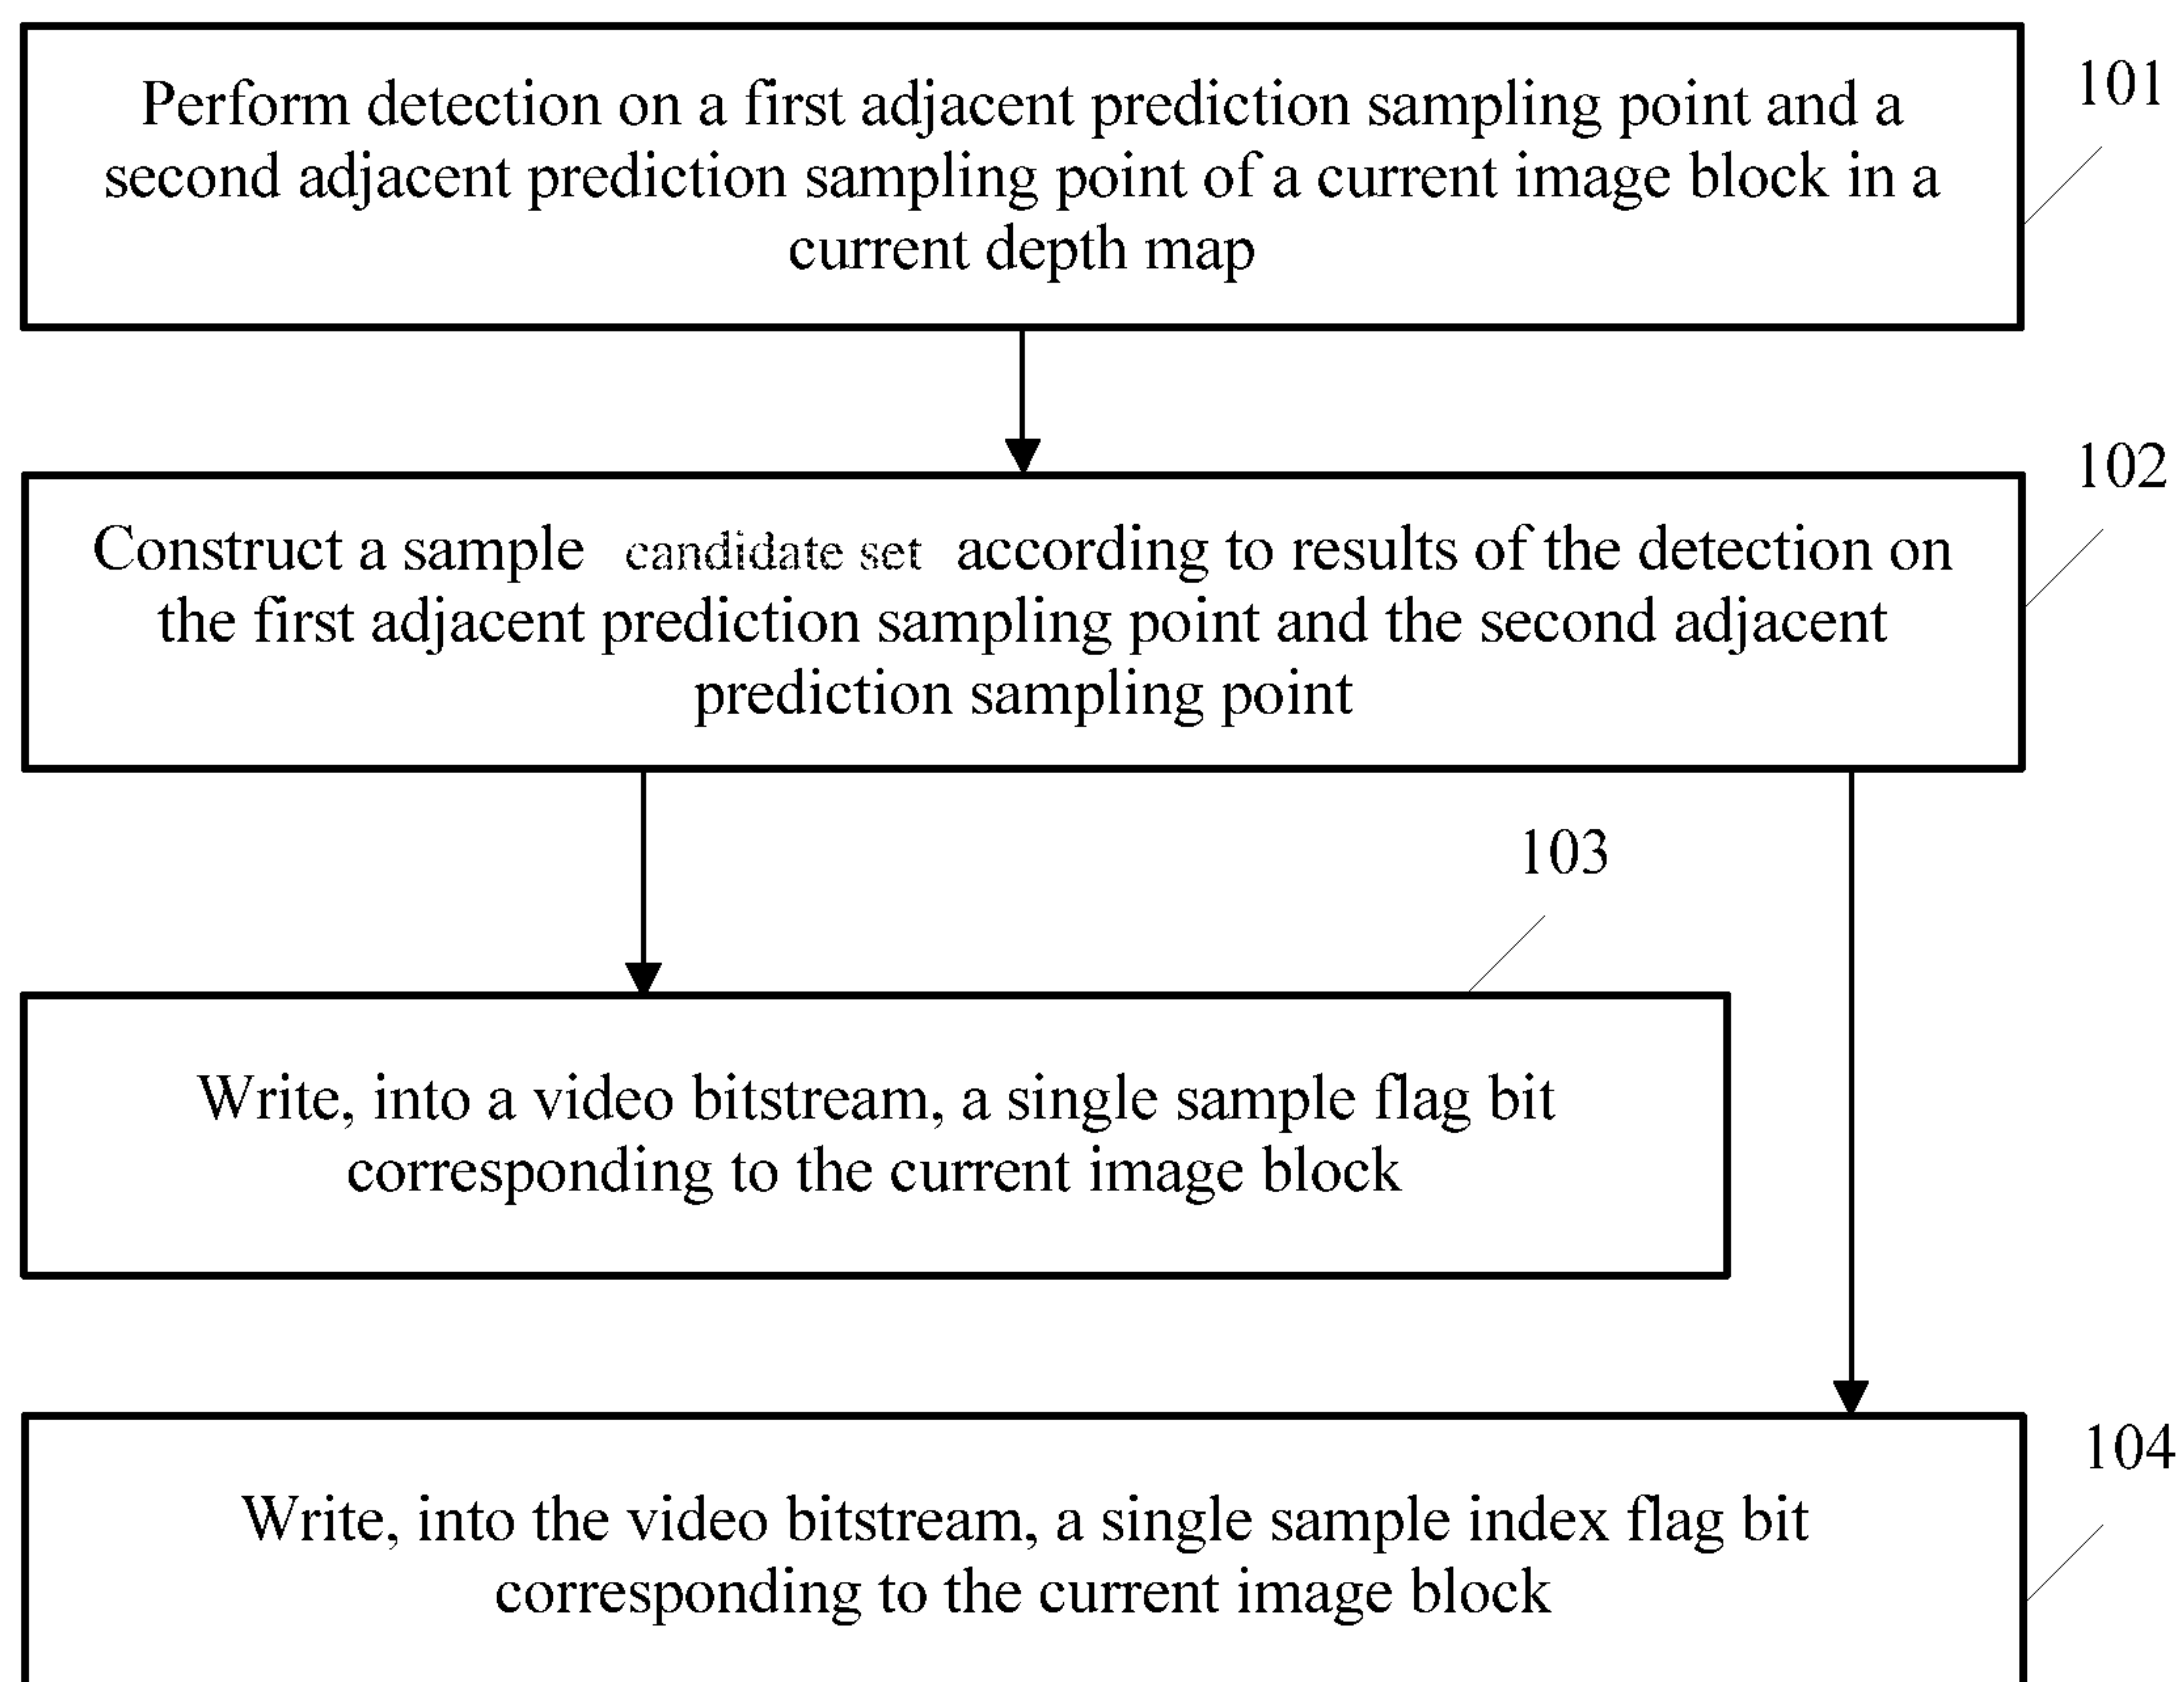 Perform detection on a first adjacent prediction sampling point and a
second adjacent prediction sampling point of a current image block in a
current depth map
101
Construct a sample candidate set according to results of the detection on
the first adjacent prediction sampling point and the second adjacent
prediction sampling point
102
103
Write, into a video bitstream, a single sample flag bit
corresponding to the current image block
104
Write, into the video bitstream, a single sample index flag bit
corresponding to the current image block